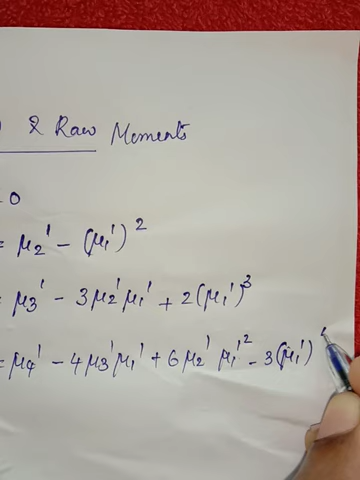 ) & Raw Moments
= 0
= μ₂' - (μ₁')²
= μ₃' - 3μ₂'μ₁' + 2(μ₁')³
= μ₄' - 4μ₃'μ₁' + 6μ₂'μ₁'² - 3(μ₁')